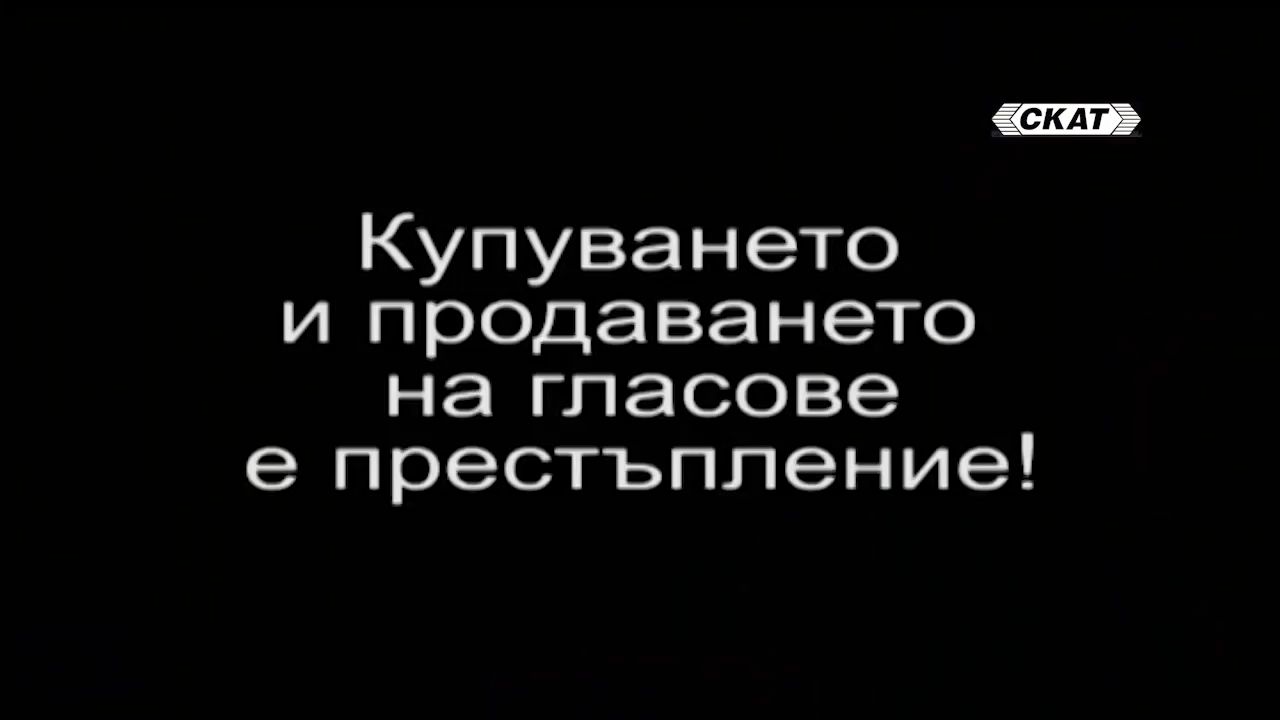 СКАТ
Купуването
и продаването
на гласове
е престъпление!